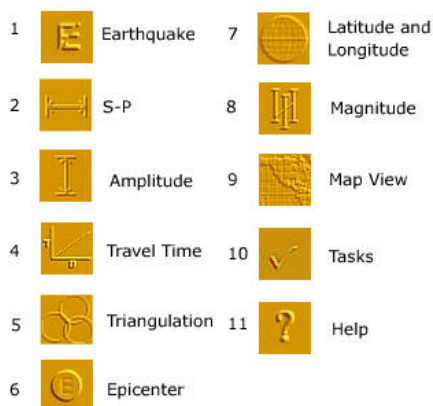 1 E Earthquake
2 S-P
3 Amplitude
4 T D Travel Time
5 Triangulation
6 E Epicenter
7 Latitude and
Longitude
8 Magnitude
9 Map View
10 Tasks
11 ? Help